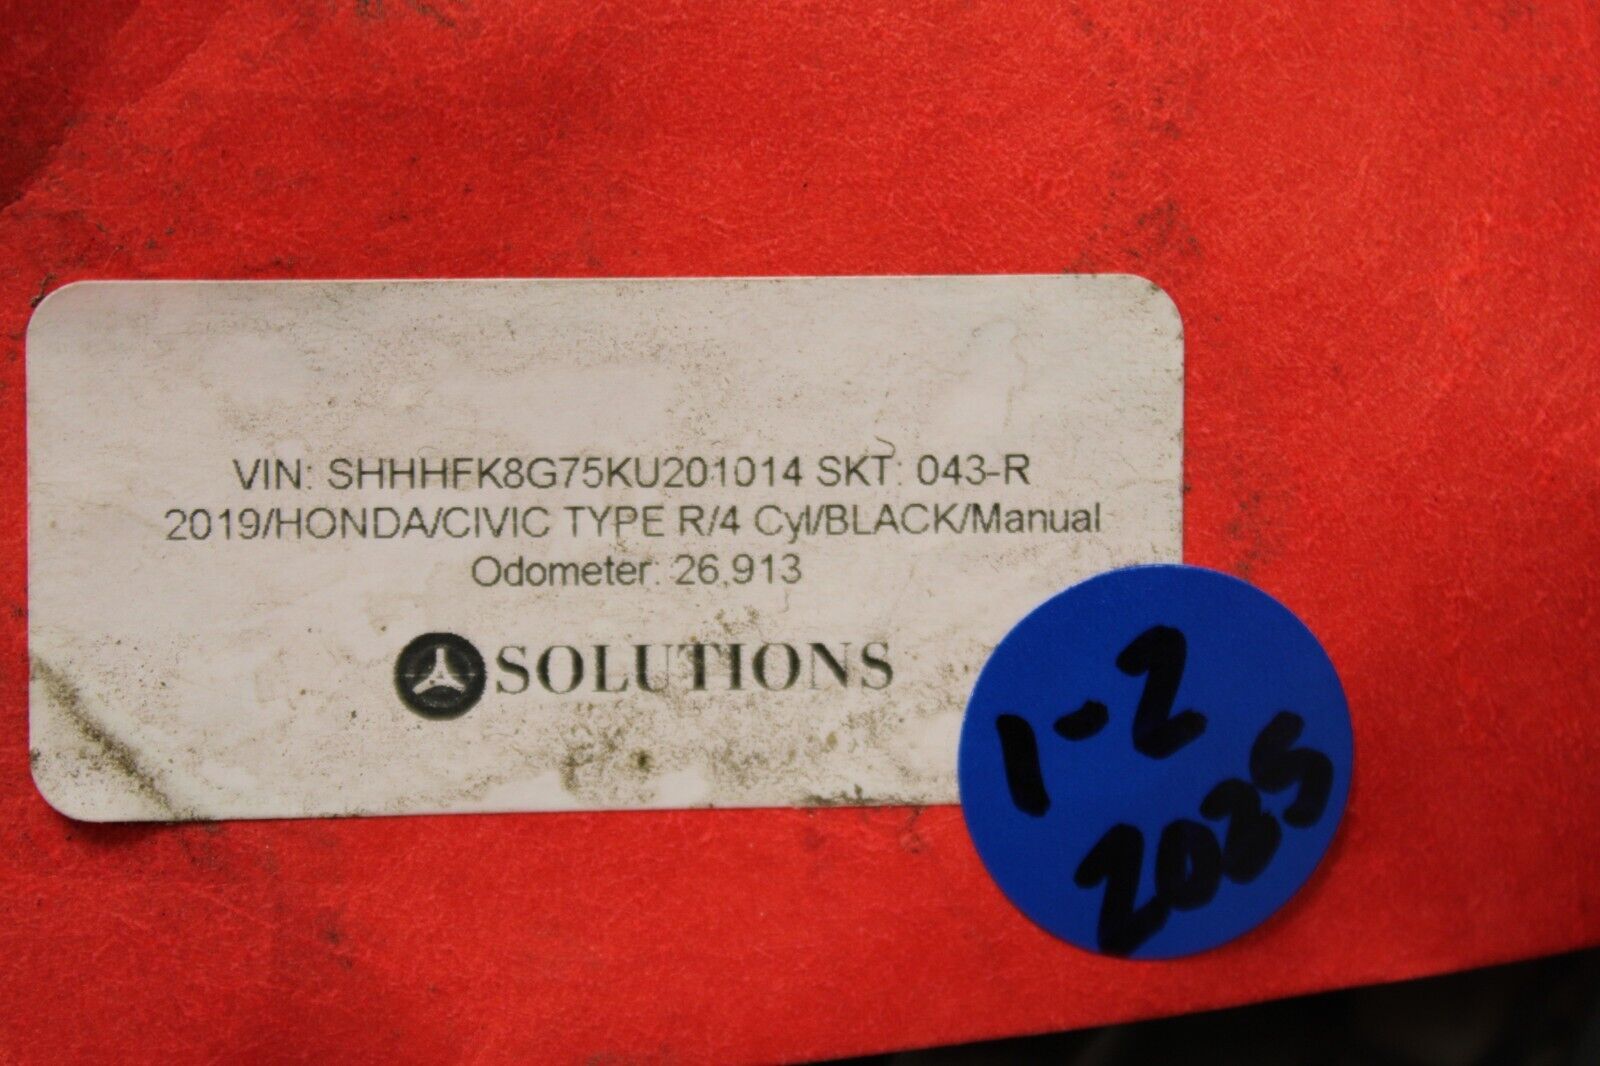 VIN: SHHHFK8G75KU201014 SKT: 043-R
2019/HONDA/CIVIC TYPE R/4 Cyl/BLACK/Manual
Odometer: 26,913
SOLUTIONS
1-2
2025